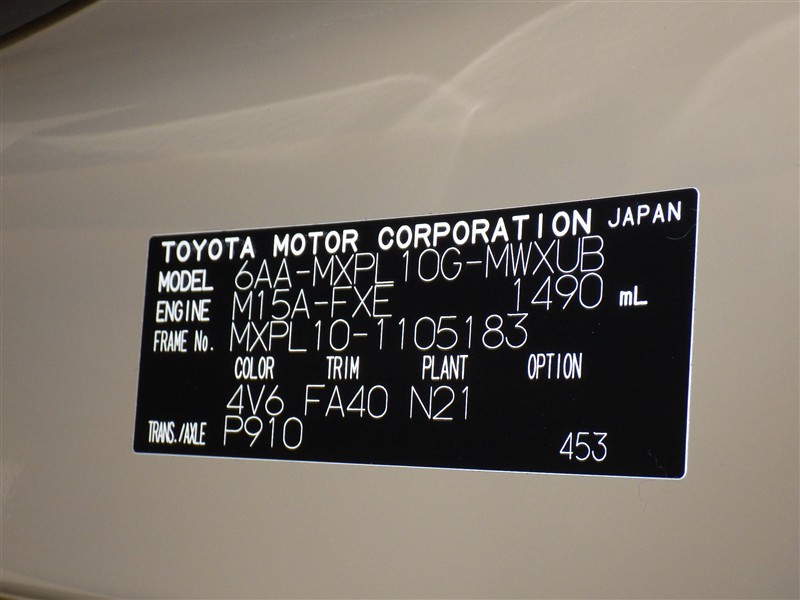 TOYOTA MOTOR CORPORATION JAPAN
MODEL 6AA-MXPL10G-MWXUB
ENGINE M15A-FXE 1490 mL
FRAME No. MXPL10-1105183
COLOR TRIM PLANT OPTION
4V6 FA40 N21
TRANS./AXLE P910 453